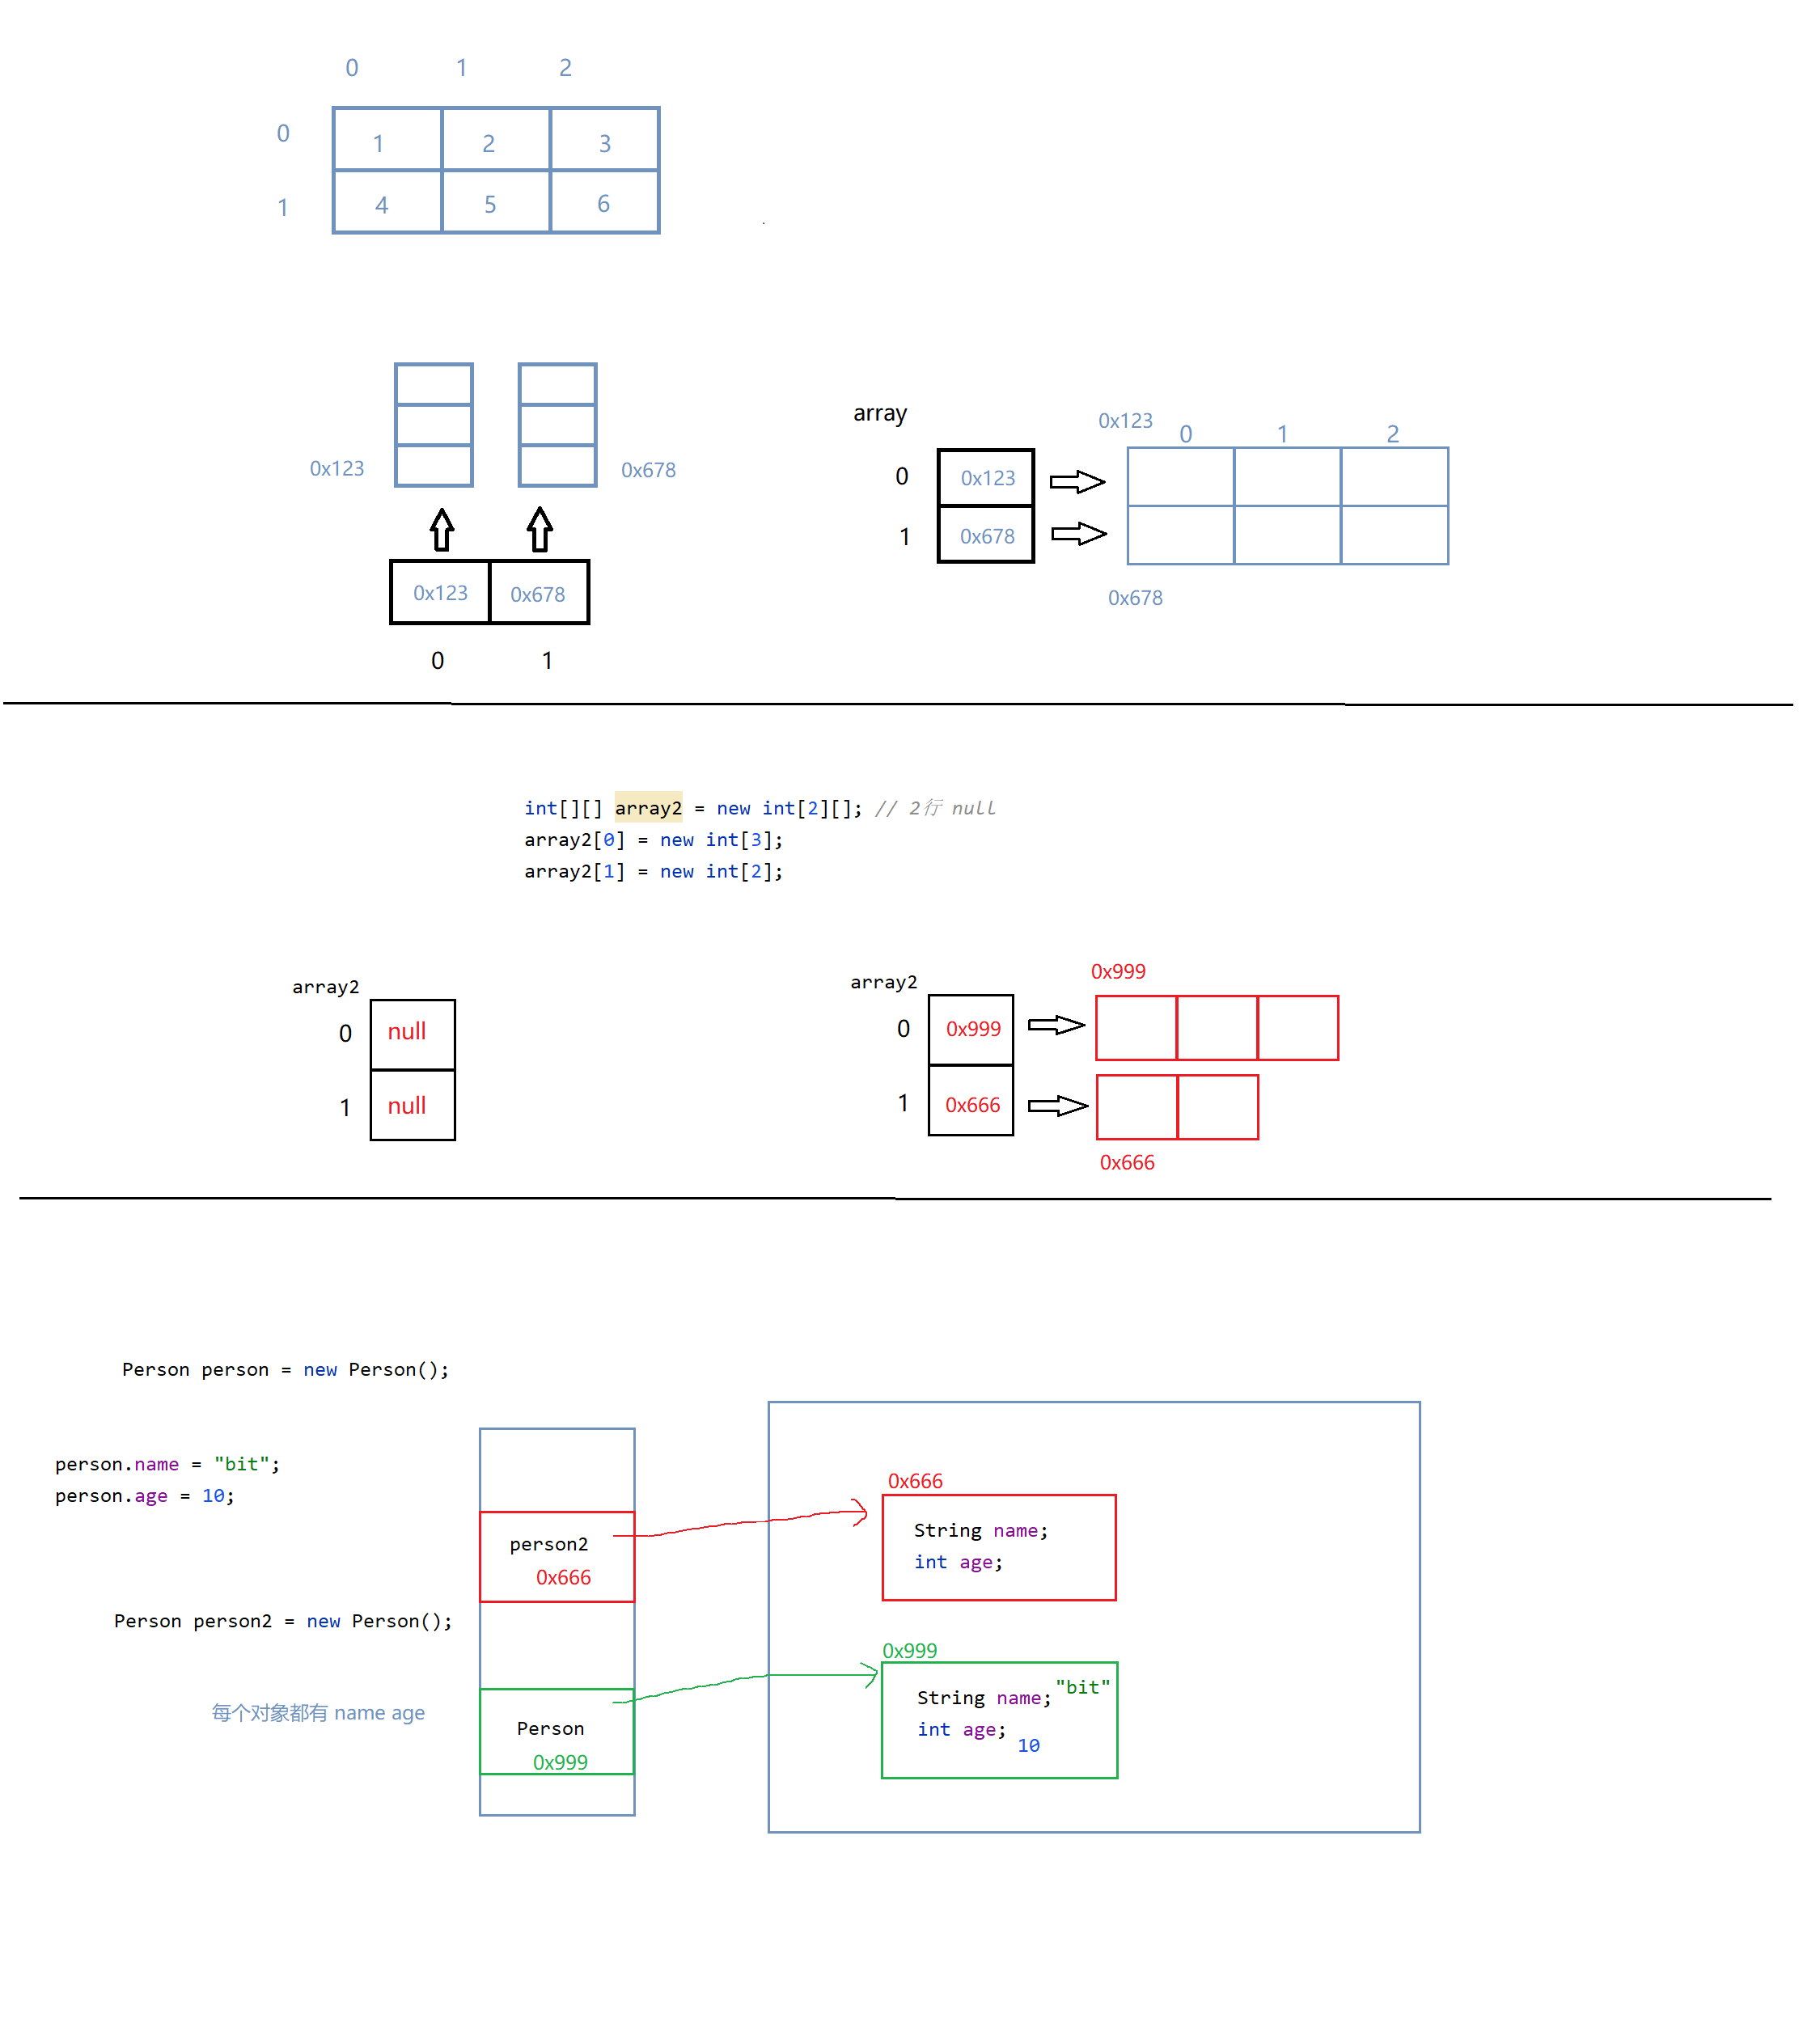 0 1 2
0 1 2 3
1 4 5 6
0x123
0x678
0x123 0x678
0 1
array
0x123
0 1 2
0 0x123
1 0x678
0x678
int[][] array2 = new int[2][]; // 2行 null
array2[0] = new int[3];
array2[1] = new int[2];
array2
0 null
1 null
array2
0x999
0 0x999
1 0x666
0x666
Person person = new Person();
person.name = "bit";
person.age = 10;
Person person2 = new Person();
每个对象都有 name age
person2
0x666
Person
0x999
0x666
String name;
int age;
0x999
String name; "bit"
int age;
10